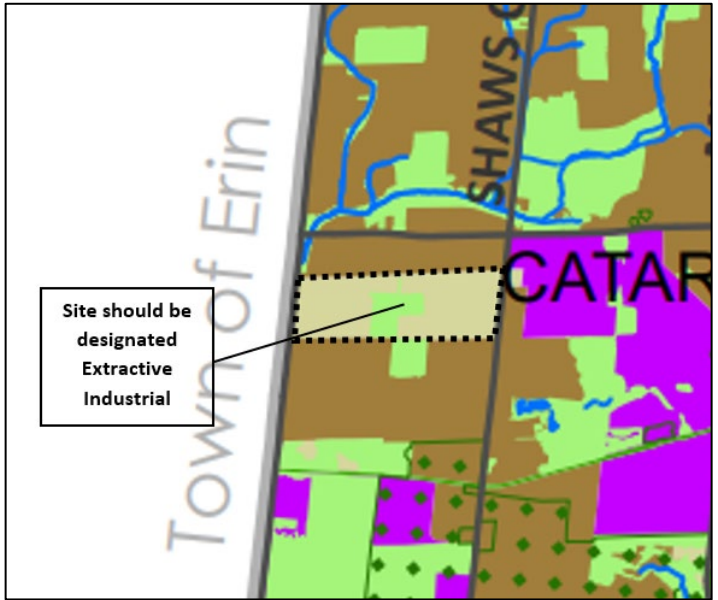 SHAWS C
Town of Erin
CATAR
Site should be
designated
Extractive
Industrial